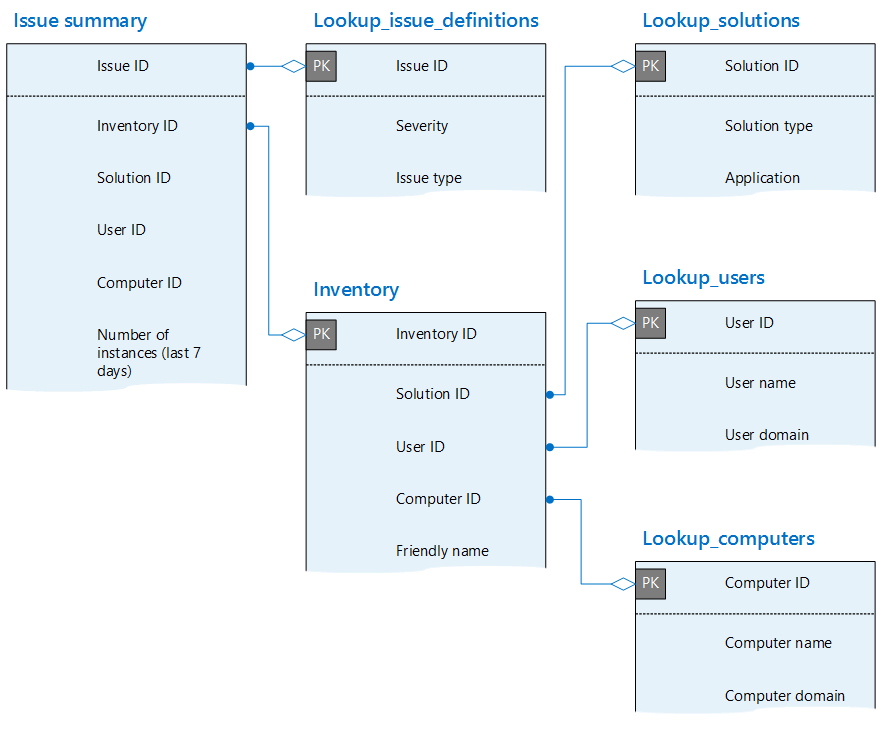 Issue summary
Issue ID
Inventory ID
Solution ID
User ID
Computer ID
Number of
instances (last 7
days)
Lookup_issue_definitions
PK
Issue ID
Severity
Issue type
Inventory
PK
Inventory ID
Solution ID
User ID
Computer ID
Friendly name
Lookup_solutions
PK
Solution ID
Solution type
Application
Lookup_users
PK
User ID
User name
User domain
Lookup_computers
PK
Computer ID
Computer name
Computer domain